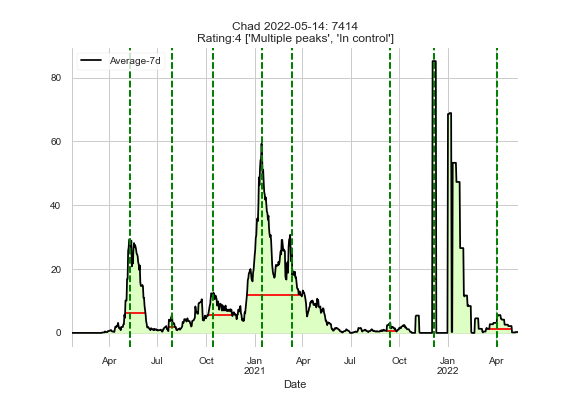 Chad 2022-05-14: 7414
Rating:4 ['Multiple peaks', 'In control']
Average-7d
80
60
40
20
0
Apr Jul Oct Jan Apr Jul Oct Jan Apr
2021 2022
Date